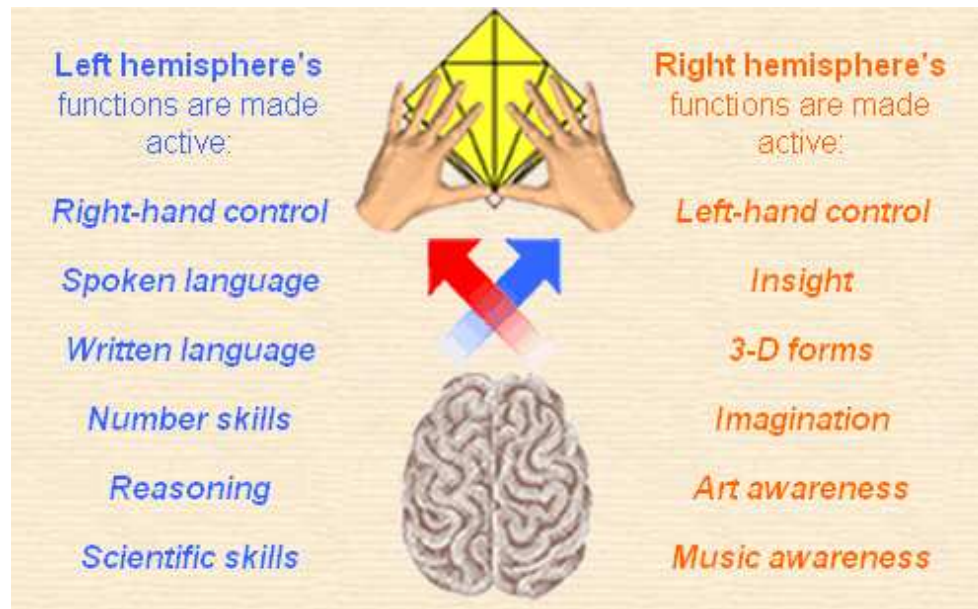 Left hemisphere's
functions are made
active:
Right-hand control
Spoken language
Written language
Number skills
Reasoning
Scientific skills
Right hemisphere's
functions are made
active:
Left-hand control
Insight
3-D forms
Imagination
Art awareness
Music awareness